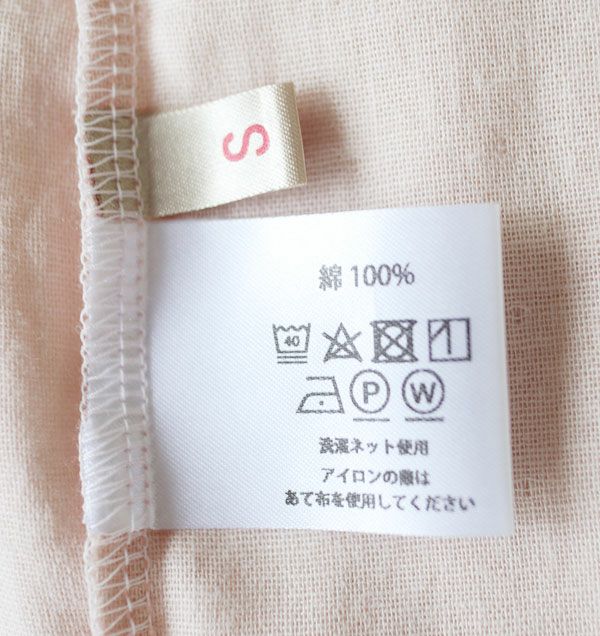 S
綿 100%
40
P W
洗濯ネット使用
アイロンの際は
あて布を使用してください